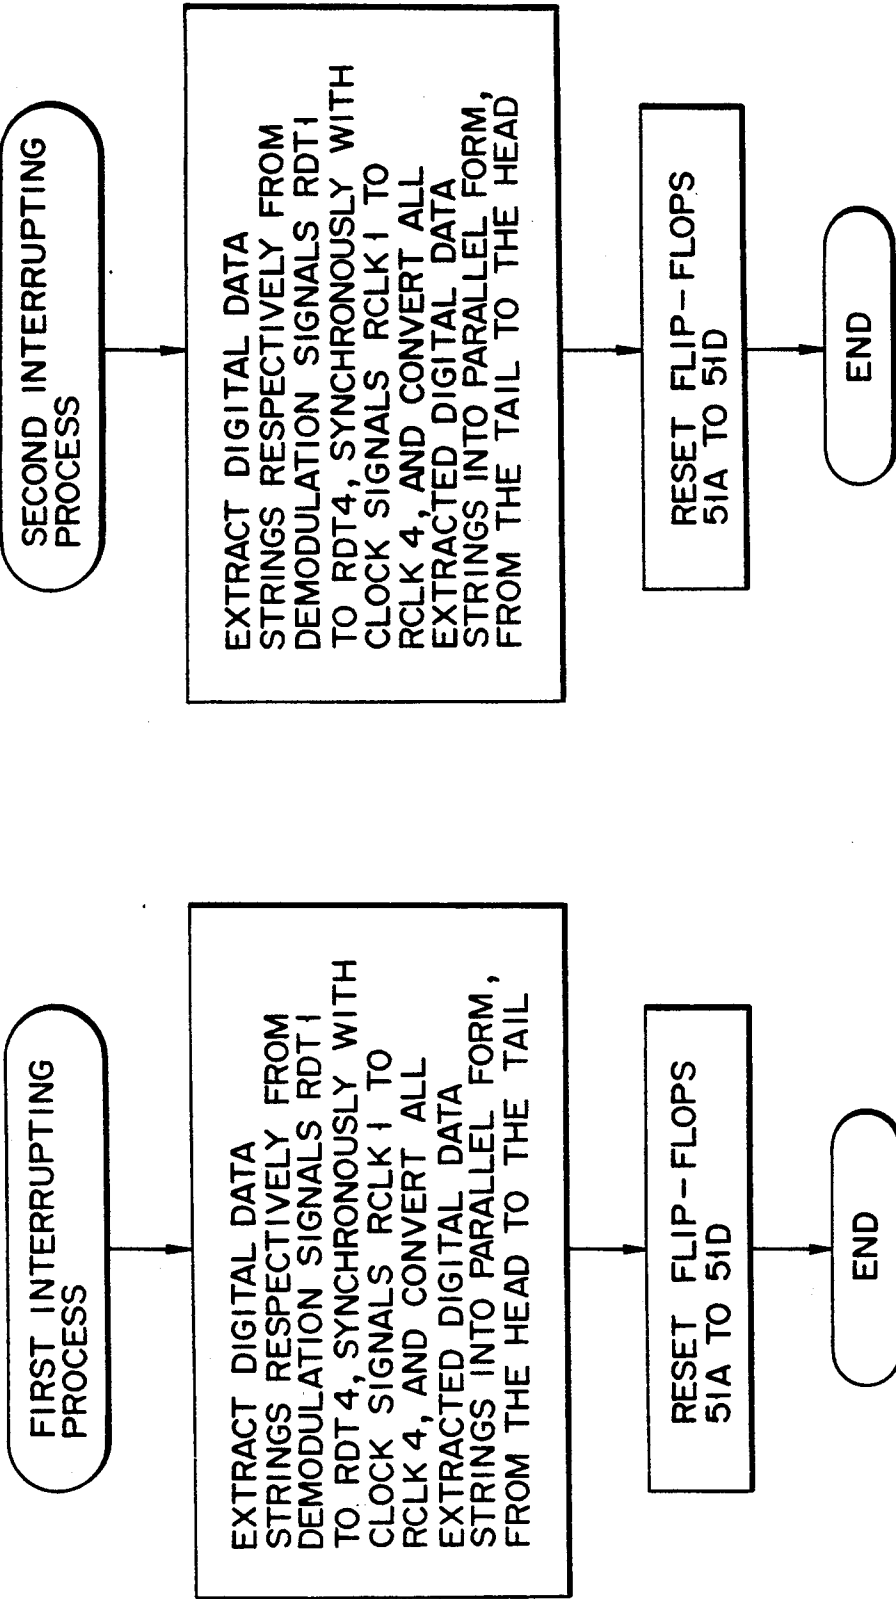 FIRST INTERRUPTING
PROCESS
EXTRACT DIGITAL DATA
STRINGS RESPECTIVELY FROM
DEMODULATION SIGNALS RDT1
TO RDT4, SYNCHRONOUSLY WITH
CLOCK SIGNALS RCLK1 TO
RCLK4, AND CONVERT ALL
EXTRACTED DIGITAL DATA
STRINGS INTO PARALLEL FORM,
FROM THE HEAD TO THE TAIL
RESET FLIP-FLOPS
51A TO 51D
END
SECOND INTERRUPTING
PROCESS
EXTRACT DIGITAL DATA
STRINGS RESPECTIVELY FROM
DEMODULATION SIGNALS RDT1
TO RDT4, SYNCHRONOUSLY WITH
CLOCK SIGNALS RCLK1 TO
RCLK4, AND CONVERT ALL
EXTRACTED DIGITAL DATA
STRINGS INTO PARALLEL FORM,
FROM THE TAIL TO THE HEAD
RESET FLIP-FLOPS
51A TO 51D
END